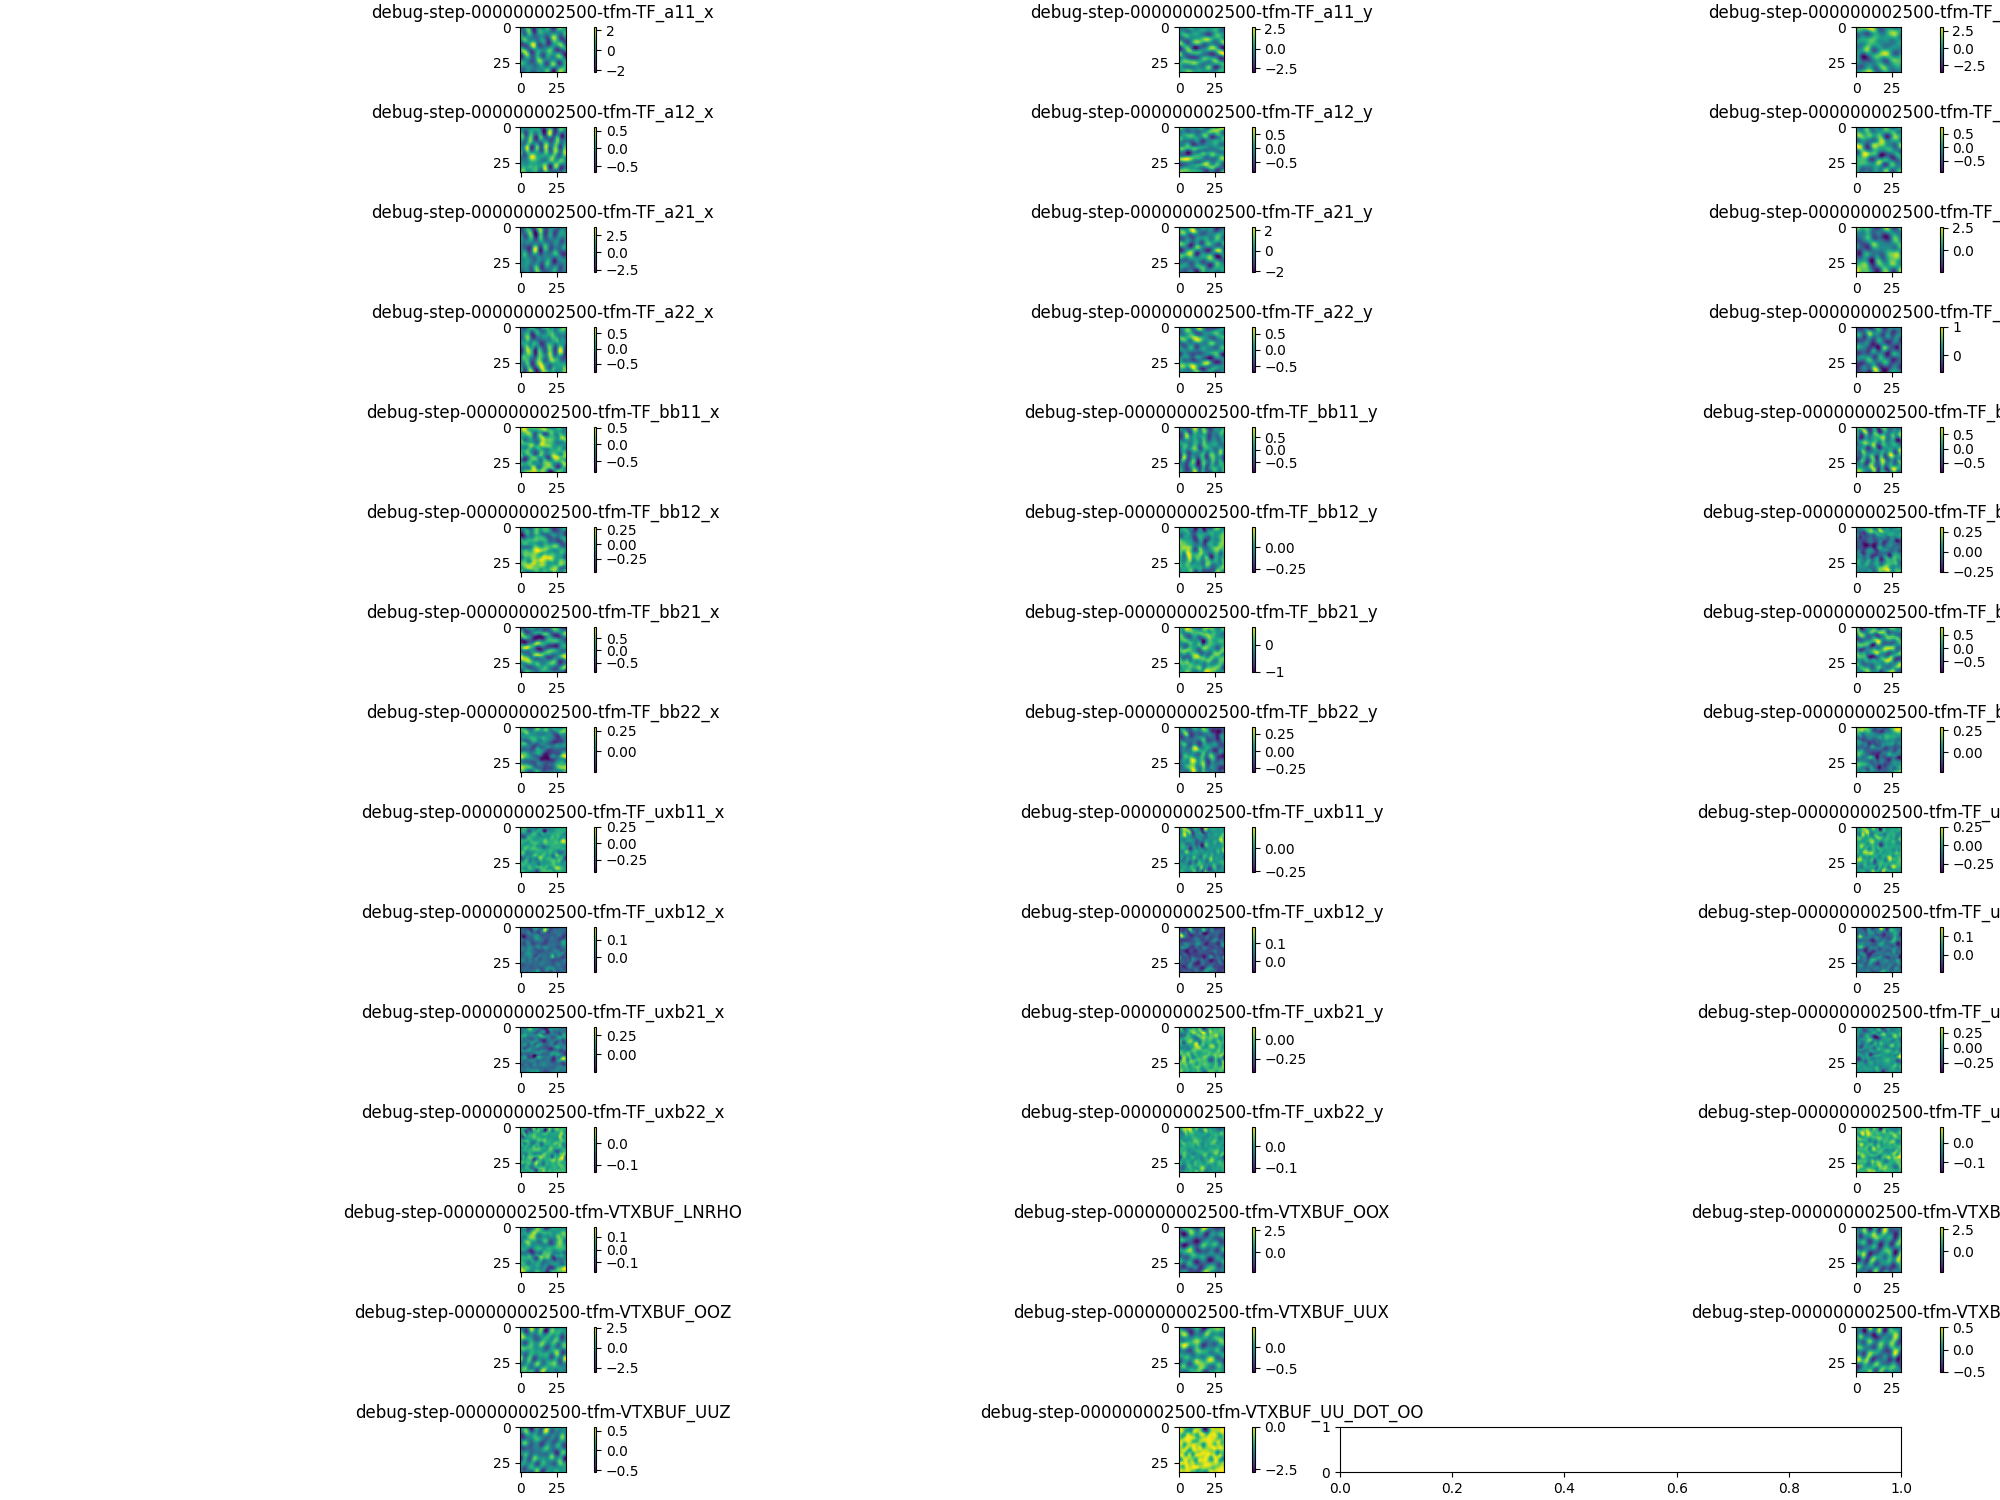 debug-step-000000002500-tfm-TF_a11_x debug-step-000000002500-tfm-TF_a11_y debug-step-000000002500-tfm-TF_
0 25 0 25 2 0 −2 0 25 0 25 2.5 0.0 −2.5 0 25 0 25 2.5 0.0 −2.5
debug-step-000000002500-tfm-TF_a12_x debug-step-000000002500-tfm-TF_a12_y debug-step-000000002500-tfm-TF_
0 25 0 25 0.5 0.0 −0.5 0 25 0 25 0.5 0.0 −0.5 0 25 0 25 0.5 0.0 −0.5
debug-step-000000002500-tfm-TF_a21_x debug-step-000000002500-tfm-TF_a21_y debug-step-000000002500-tfm-TF_
0 25 0 25 2.5 0.0 −2.5 0 25 0 25 2 0 −2 0 25 0 25 2.5 0.0
debug-step-000000002500-tfm-TF_a22_x debug-step-000000002500-tfm-TF_a22_y debug-step-000000002500-tfm-TF_
0 25 0 25 0.5 0.0 −0.5 0 25 0 25 0.5 0.0 −0.5 0 25 0 25 1 0
debug-step-000000002500-tfm-TF_bb11_x debug-step-000000002500-tfm-TF_bb11_y debug-step-000000002500-tfm-TF_b
0 25 0 25 0.5 0.0 −0.5 0 25 0 25 0.5 0.0 −0.5 0 25 0 25 0.5 0.0 −0.5
debug-step-000000002500-tfm-TF_bb12_x debug-step-000000002500-tfm-TF_bb12_y debug-step-000000002500-tfm-TF_b
0 25 0 25 0.25 0.00 −0.25 0 25 0 25 0.00 −0.25 0 25 0 25 0.25 0.00 −0.25
debug-step-000000002500-tfm-TF_bb21_x debug-step-000000002500-tfm-TF_bb21_y debug-step-000000002500-tfm-TF_b
0 25 0 25 0.5 0.0 −0.5 0 25 0 25 0 −1 0 25 0 25 0.5 0.0 −0.5
debug-step-000000002500-tfm-TF_bb22_x debug-step-000000002500-tfm-TF_bb22_y debug-step-000000002500-tfm-TF_b
0 25 0 25 0.25 0.00 0 25 0 25 0.25 0.00 −0.25 0 25 0 25 0.25 0.00
debug-step-000000002500-tfm-TF_uxb11_x debug-step-000000002500-tfm-TF_uxb11_y debug-step-000000002500-tfm-TF_u
0 25 0 25 0.25 0.00 −0.25 0 25 0 25 0.00 −0.25 0 25 0 25 0.25 0.00 −0.25
debug-step-000000002500-tfm-TF_uxb12_x debug-step-000000002500-tfm-TF_uxb12_y debug-step-000000002500-tfm-TF_u
0 25 0 25 0.1 0.0 0 25 0 25 0.1 0.0 0 25 0 25 0.1 0.0
debug-step-000000002500-tfm-TF_uxb21_x debug-step-000000002500-tfm-TF_uxb21_y debug-step-000000002500-tfm-TF_u
0 25 0 25 0.25 0.00 0 25 0 25 0.00 −0.25 0 25 0 25 0.25 0.00 −0.25
debug-step-000000002500-tfm-TF_uxb22_x debug-step-000000002500-tfm-TF_uxb22_y debug-step-000000002500-tfm-TF_u
0 25 0 25 0.0 −0.1 0 25 0 25 0.0 −0.1 0 25 0 25 0.0 −0.1
debug-step-000000002500-tfm-VTXBUF_LNRHO debug-step-000000002500-tfm-VTXBUF_OOX debug-step-000000002500-tfm-VTXB
0 25 0 25 0.1 0.0 −0.1 0 25 0 25 2.5 0.0 0 25 0 25 2.5 0.0
debug-step-000000002500-tfm-VTXBUF_OOZ debug-step-000000002500-tfm-VTXBUF_UUX debug-step-000000002500-tfm-VTXB
0 25 0 25 2.5 0.0 −2.5 0 25 0 25 0.0 −0.5 0 25 0 25 0.5 0.0 −0.5
debug-step-000000002500-tfm-VTXBUF_UUZ debug-step-000000002500-tfm-VTXBUF_UU_DOT_OO
0 25 0 25 0.5 0.0 −0.5 0 25 0 25 0.0 −2.5 1 0 0.0 0.2 0.4 0.6 0.8 1.0